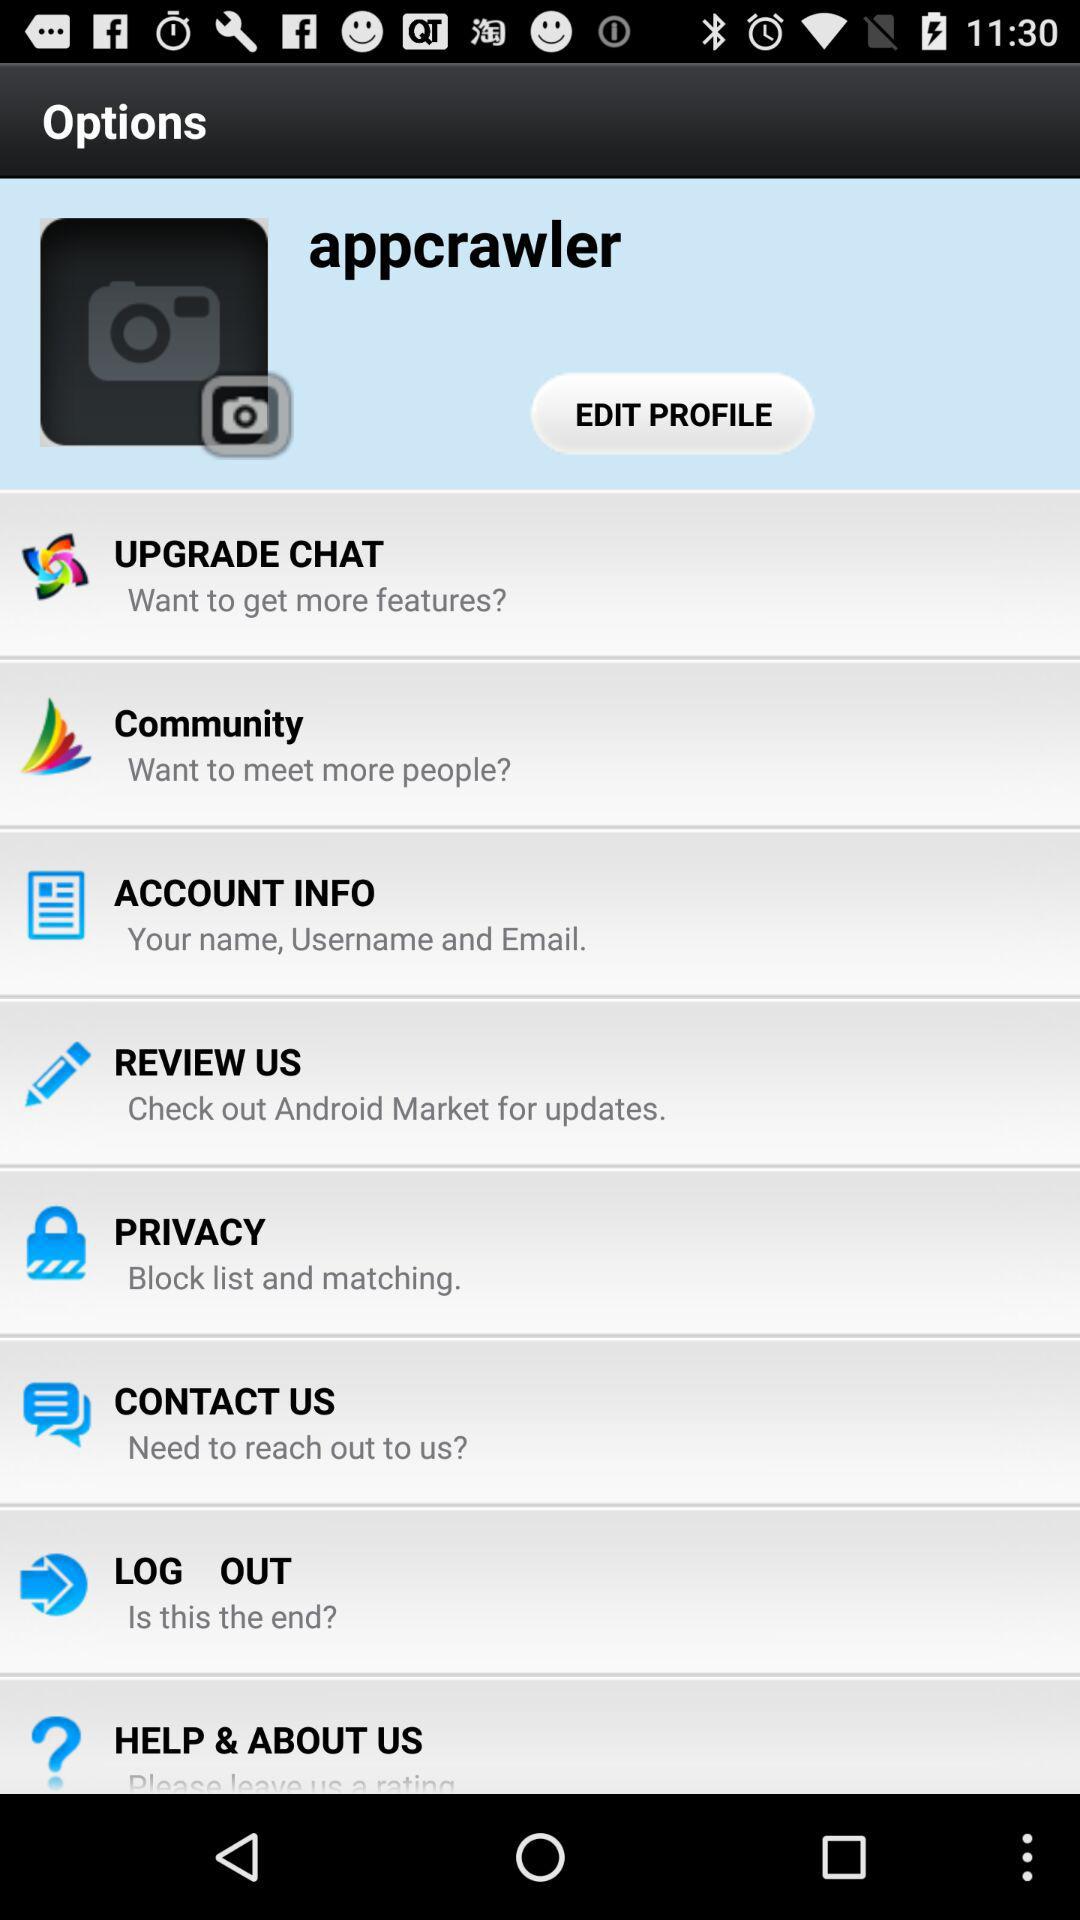 QT 淘 11:30
Options
appcrawler
EDIT PROFILE
UPGRADE CHAT
Want to get more features?
Community
Want to meet more people?
ACCOUNT INFO
Your name, Username and Email.
REVIEW US
Check out Android Market for updates.
PRIVACY
Block list and matching.
CONTACT US
Need to reach out to us?
LOG OUT
Is this the end?
HELP & ABOUT US
Please leave us a rating